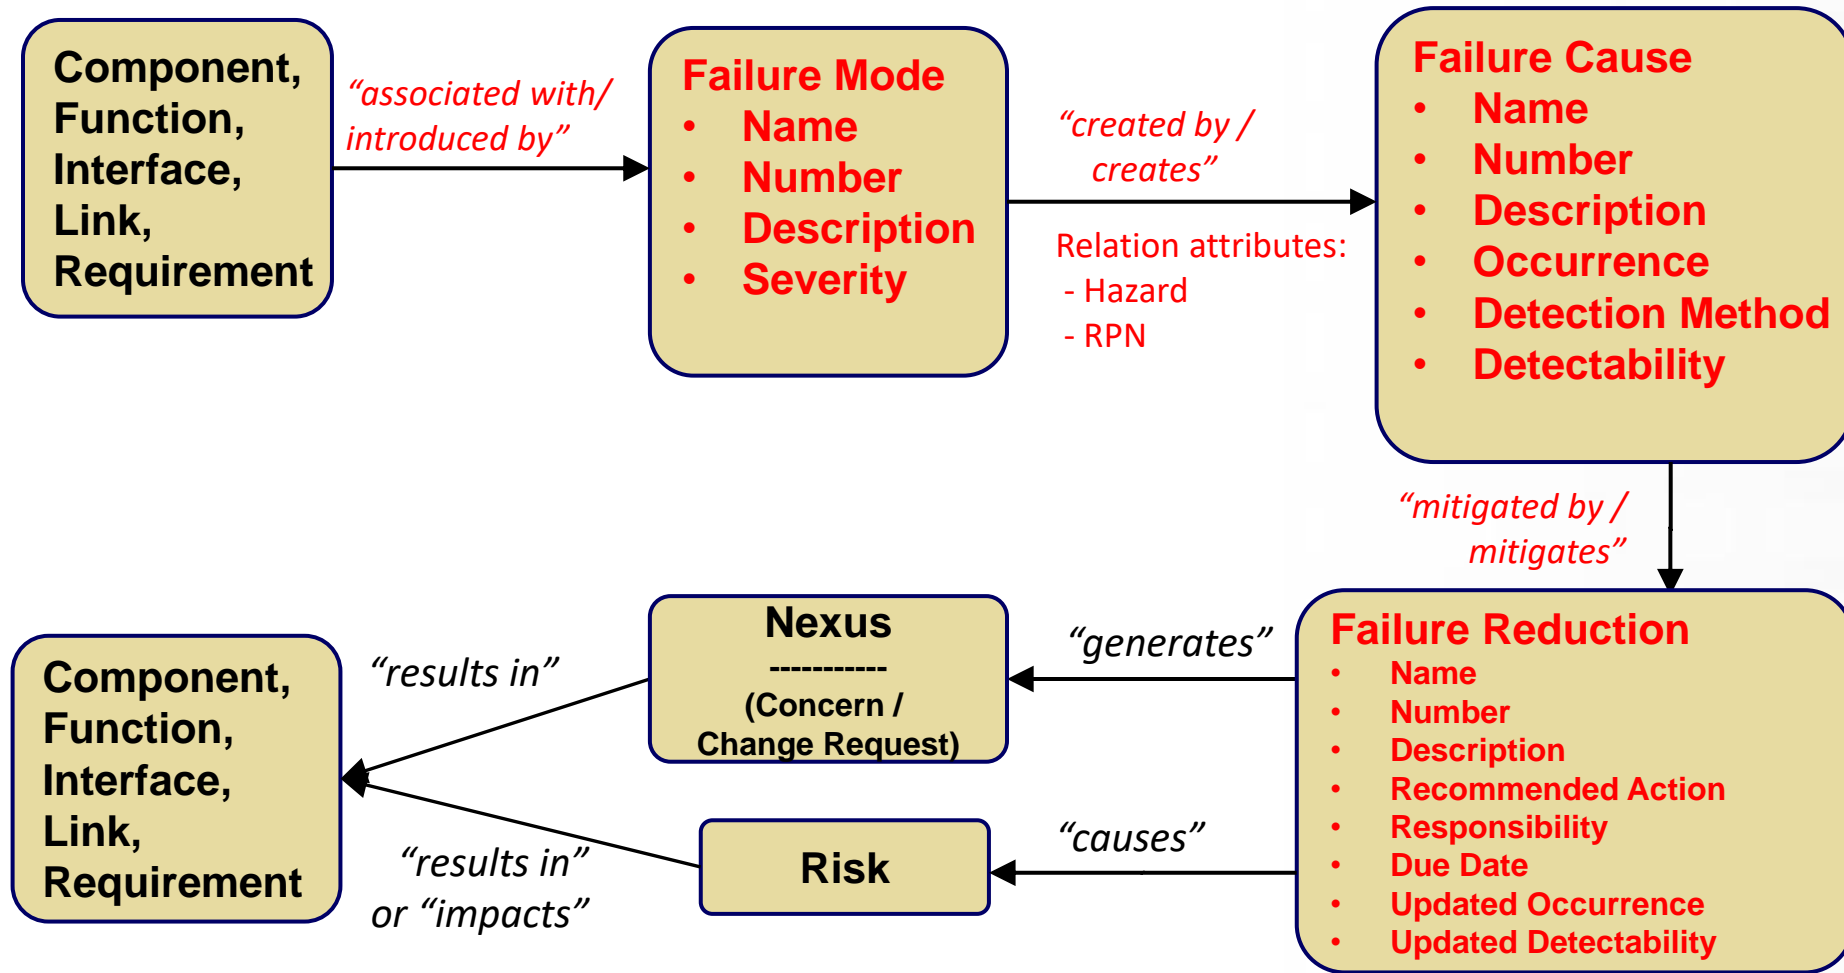 Component,
Function,
Interface,
Link,
Requirement
“associated with/
introduced by”
Failure Mode
• Name
• Number
• Description
• Severity
“created by /
creates”
Relation attributes:
- Hazard
- RPN
Failure Cause
• Name
• Number
• Description
• Occurrence
• Detection Method
• Detectability
“mitigated by /
mitigates”
Failure Reduction
• Name
• Number
• Description
• Recommended Action
• Responsibility
• Due Date
• Updated Occurrence
• Updated Detectability
“generates”
“causes”
Nexus
-----------
(Concern /
Change Request)
Risk
“results in”
“results in”
or “impacts”
Component,
Function,
Interface,
Link,
Requirement